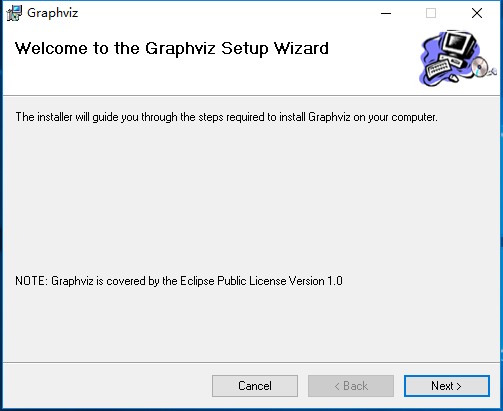 Graphviz
Welcome to the Graphviz Setup Wizard
The installer will guide you through the steps required to install Graphviz on your computer.
NOTE: Graphviz is covered by the Eclipse Public License Version 1.0
Cancel
< Back
Next >